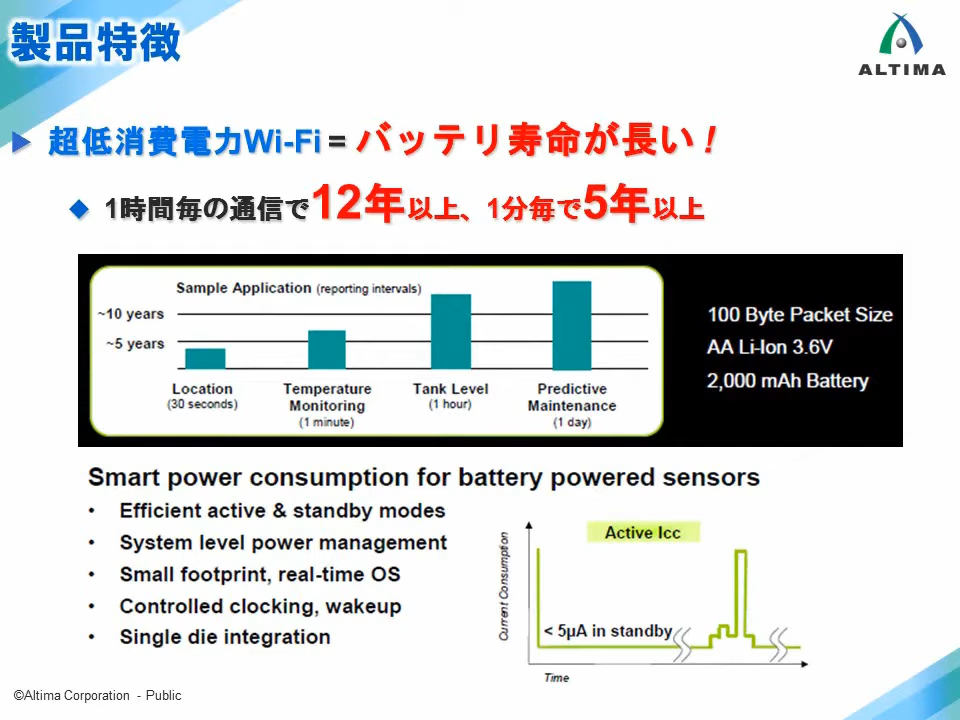 製品特徴
ALTIMA
超低消費電力Wi-Fi = バッテリ寿命が長い！
1時間毎の通信で12年以上、1分毎で5年以上
Sample Application (reporting intervals)
~10 years
~5 years
Location
(30 seconds)
Temperature
Monitoring
(1 minute)
Tank Level
(1 hour)
Predictive
Maintenance
(1 day)
100 Byte Packet Size
AA Li-Ion 3.6V
2,000 mAh Battery
Smart power consumption for battery powered sensors
• Efficient active & standby modes
• System level power management
• Small footprint, real-time OS
• Controlled clocking, wakeup
• Single die integration
Active Icc
Current Consumption
< 5µA in standby
Time
©Altima Corporation - Public